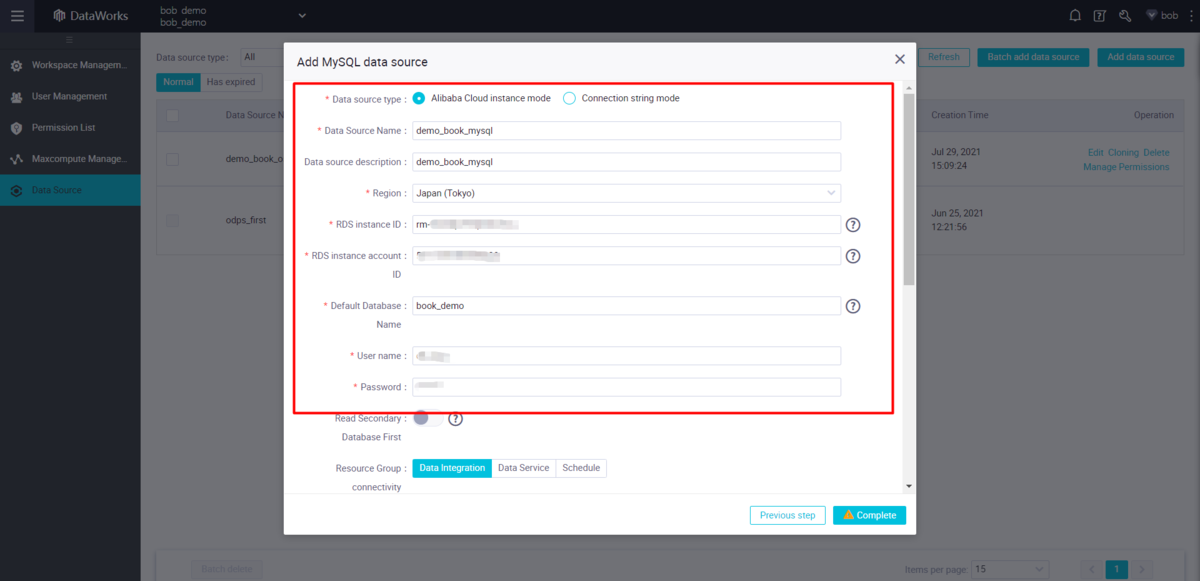 DataWorks
bob demo
bob_demo
bob
Workspace Managem...
User Management
Permission List
Maxcompute Manage...
Data Source
Data source type: All
Refresh
Batch add data source
Add data source
Normal
Has expired
Data Source N
Creation Time
Operation
demo_book_o
Jul 29, 2021
15:09:24
Edit Cloning Delete
Manage Permissions
odps_first
Jun 25, 2021
12:21:56
Add MySQL data source
* Data source type: Alibaba Cloud instance mode Connection string mode
* Data Source Name: demo_book_mysql
Data source description: demo_book_mysql
* Region: Japan (Tokyo)
* RDS instance ID: rm-
?
* RDS instance account:
ID
?
* Default Database: book_demo
Name
?
* User name:
* Password:
Read Secondary:
Database First
?
Resource Group: Data Integration Data Service Schedule
connectivity
Previous step
Complete
Batch delete
Items per page: 15
1